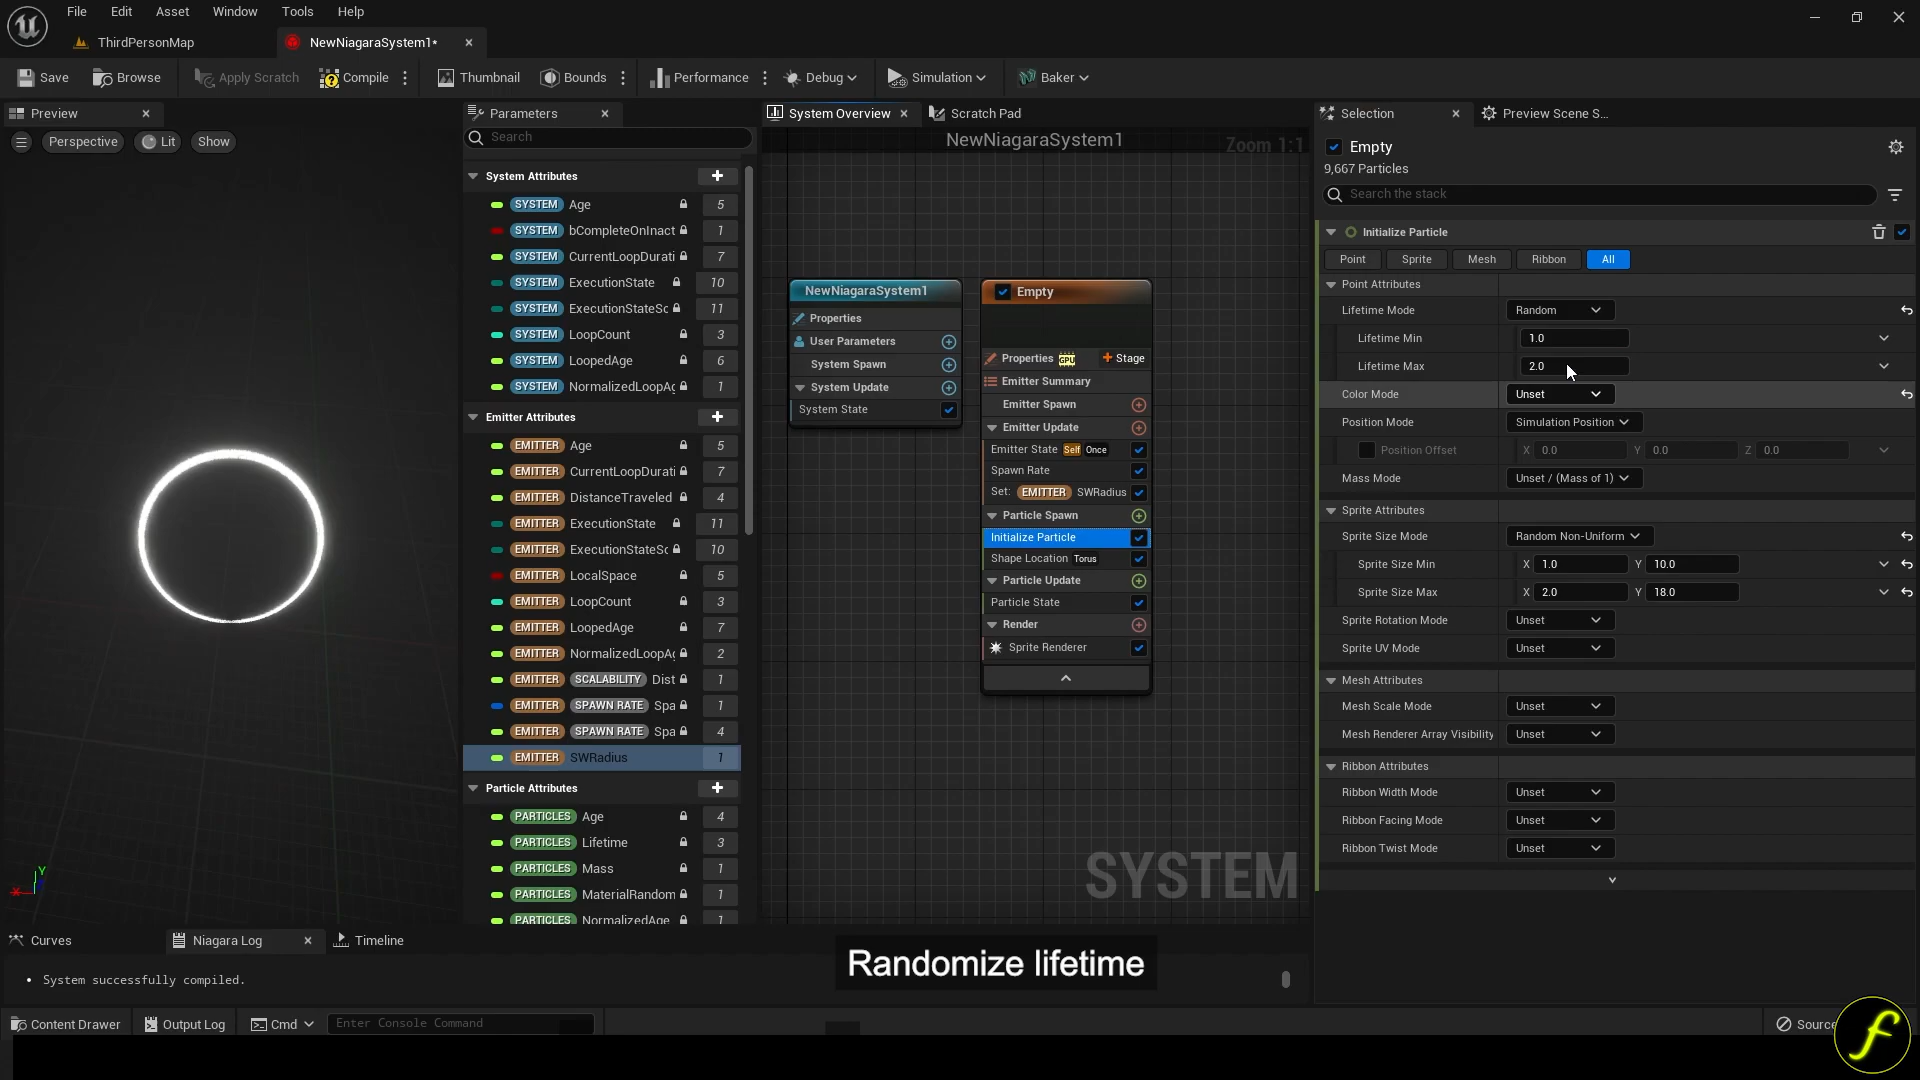 File Edit Asset Window Tools Help
ThirdPersonMap
NewNiagaraSystem1*
Save Browse Apply Scratch Compile Thumbnail Bounds Performance Debug Simulation Baker
Preview
Perspective Lit Show
Parameters
Search
System Attributes
SYSTEM Age 5
SYSTEM bCompleteOnInact 1
SYSTEM CurrentLoopDurati 7
SYSTEM ExecutionState 10
SYSTEM ExecutionStateSc 11
SYSTEM LoopCount 3
SYSTEM LoopedAge 6
SYSTEM NormalizedLoopAg 1
Emitter Attributes
EMITTER Age 5
EMITTER CurrentLoopDurati 7
EMITTER DistanceTraveled 4
EMITTER ExecutionState 11
EMITTER ExecutionStateSc 10
EMITTER LocalSpace 5
EMITTER LoopCount 3
EMITTER LoopedAge 7
EMITTER NormalizedLoopAg 2
EMITTER SCALABILITY Dist 1
EMITTER SPAWN RATE Spa 1
EMITTER SPAWN RATE Spa 4
EMITTER SWRadius 1
Particle Attributes
PARTICLES Age 4
PARTICLES Lifetime 3
PARTICLES Mass 1
PARTICLES MaterialRandom 1
PARTICLES NormalizedAge 1
System Overview Scratch Pad
NewNiagaraSystem1
Zoom 1:1
NewNiagaraSystem1
Properties
User Parameters
System Spawn
System Update
System State
Empty
Properties GPU + Stage
Emitter Summary
Emitter Spawn
Emitter Update
Emitter State Self Once
Spawn Rate
Set: EMITTER SWRadius
Particle Spawn
Initialize Particle
Shape Location Torus
Particle Update
Particle State
Render
Sprite Renderer
SYSTEM
Selection Preview Scene S...
Empty
9,667 Particles
Search the stack
Initialize Particle
Point Sprite Mesh Ribbon All
Point Attributes
Lifetime Mode Random
Lifetime Min 1.0
Lifetime Max 2.0
Color Mode Unset
Position Mode Simulation Position
Position Offset X 0.0 Y 0.0 Z 0.0
Mass Mode Unset / (Mass of 1)
Sprite Attributes
Sprite Size Mode Random Non-Uniform
Sprite Size Min X 1.0 Y 10.0
Sprite Size Max X 2.0 Y 18.0
Sprite Rotation Mode Unset
Sprite UV Mode Unset
Mesh Attributes
Mesh Scale Mode Unset
Mesh Renderer Array Visibility Unset
Ribbon Attributes
Ribbon Width Mode Unset
Ribbon Facing Mode Unset
Ribbon Twist Mode Unset
Curves Niagara Log Timeline
• System successfully compiled.
Randomize lifetime
Content Drawer Output Log Cmd Enter Console Command
Source
X Y
f